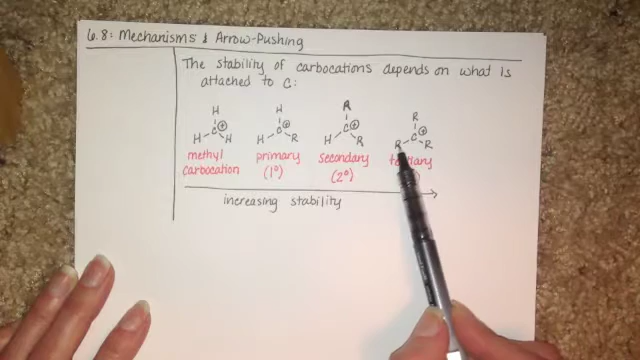 6.8: Mechanisms & Arrow-Pushing
The stability of carbocations depends on what is
attached to C:
H H R R
C⊕ C⊕ C⊕ C⊕
H H H R H R R R
methyl primary secondary
carbocation (1°) (2°)
increasing stability